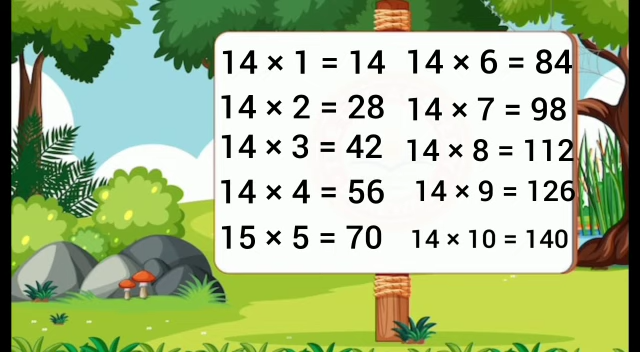 14 × 1 = 14
14 × 2 = 28
14 × 3 = 42
14 × 4 = 56
15 × 5 = 70
14 × 6 = 84
14 × 7 = 98
14 × 8 = 112
14 × 9 = 126
14 × 10 = 140